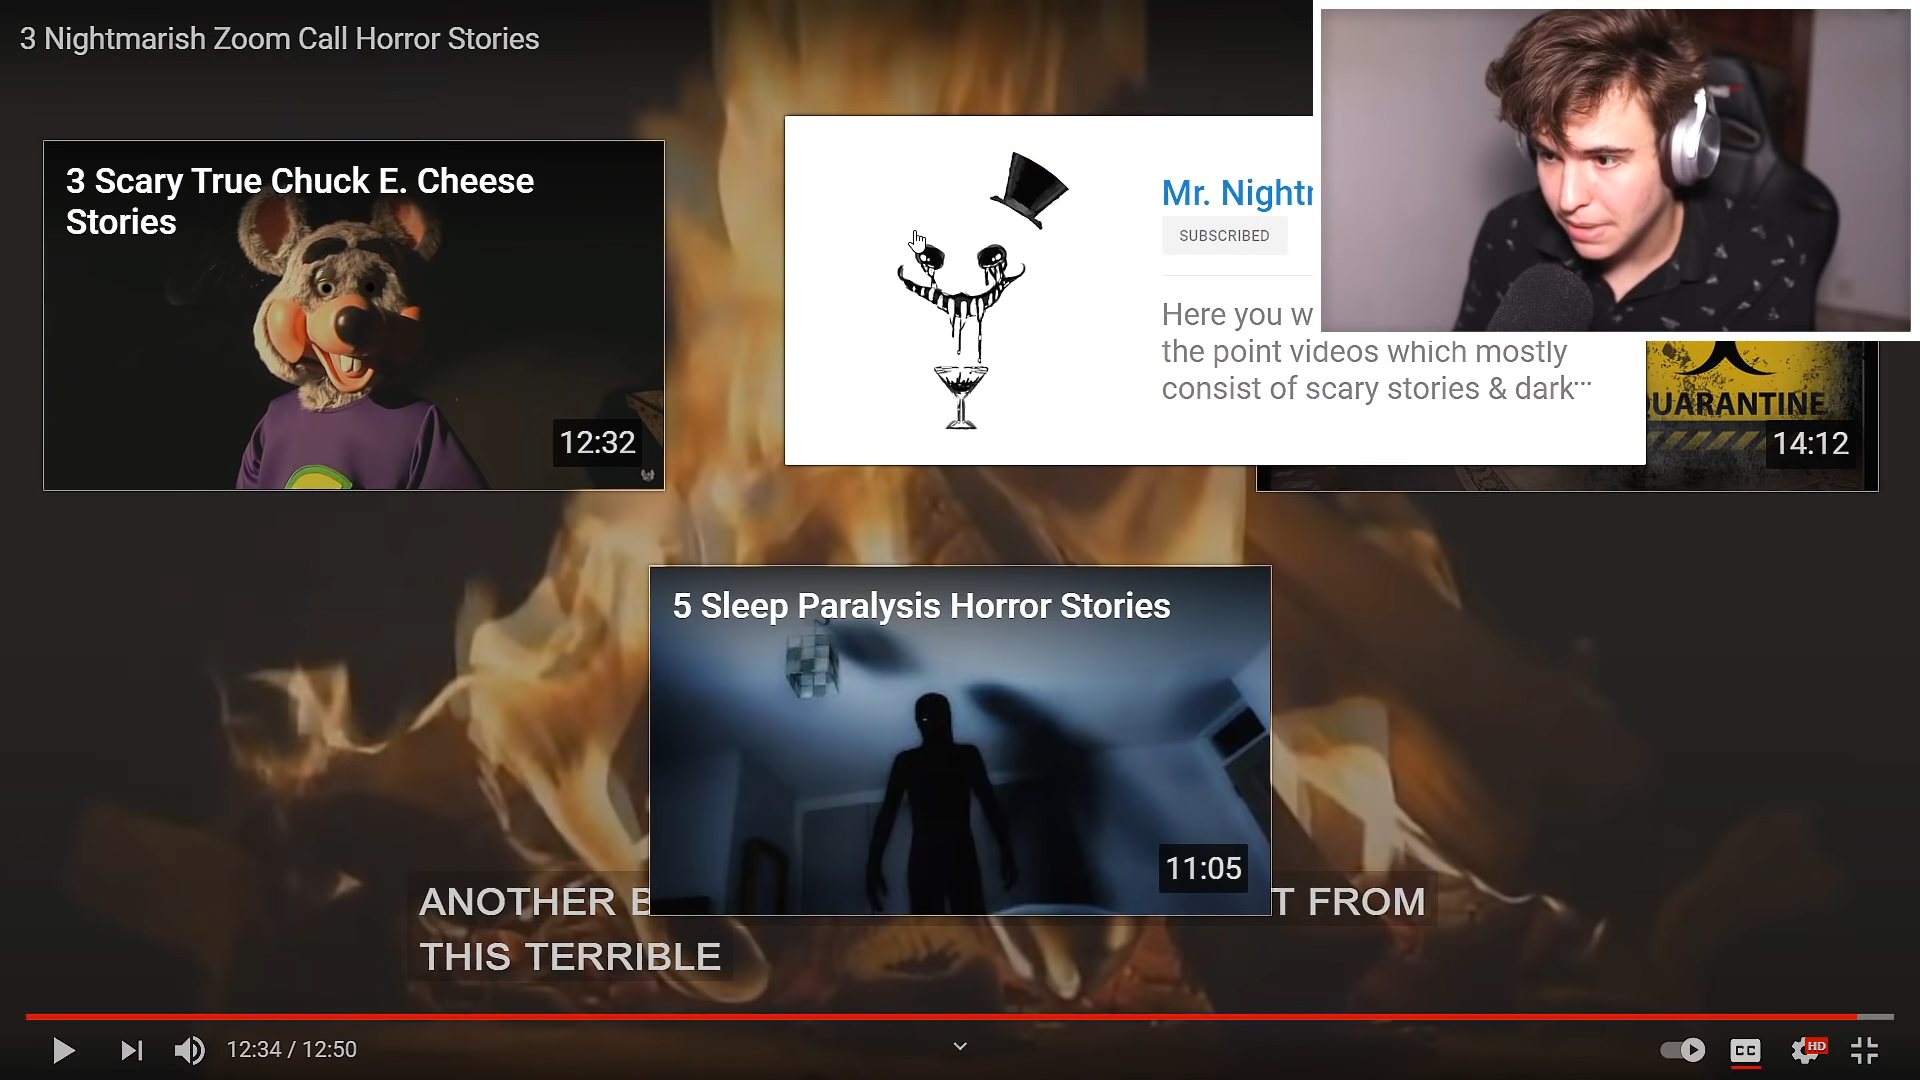 3 Nightmarish Zoom Call Horror Stories
3 Scary True Chuck E. Cheese
Stories
12:32
Mr. Nightr
SUBSCRIBED
Here you w
the point videos which mostly
consist of scary stories & dark...
UARANTINE
14:12
5 Sleep Paralysis Horror Stories
11:05
ANOTHER B
T FROM
THIS TERRIBLE
12:34 / 12:50
CC
HD